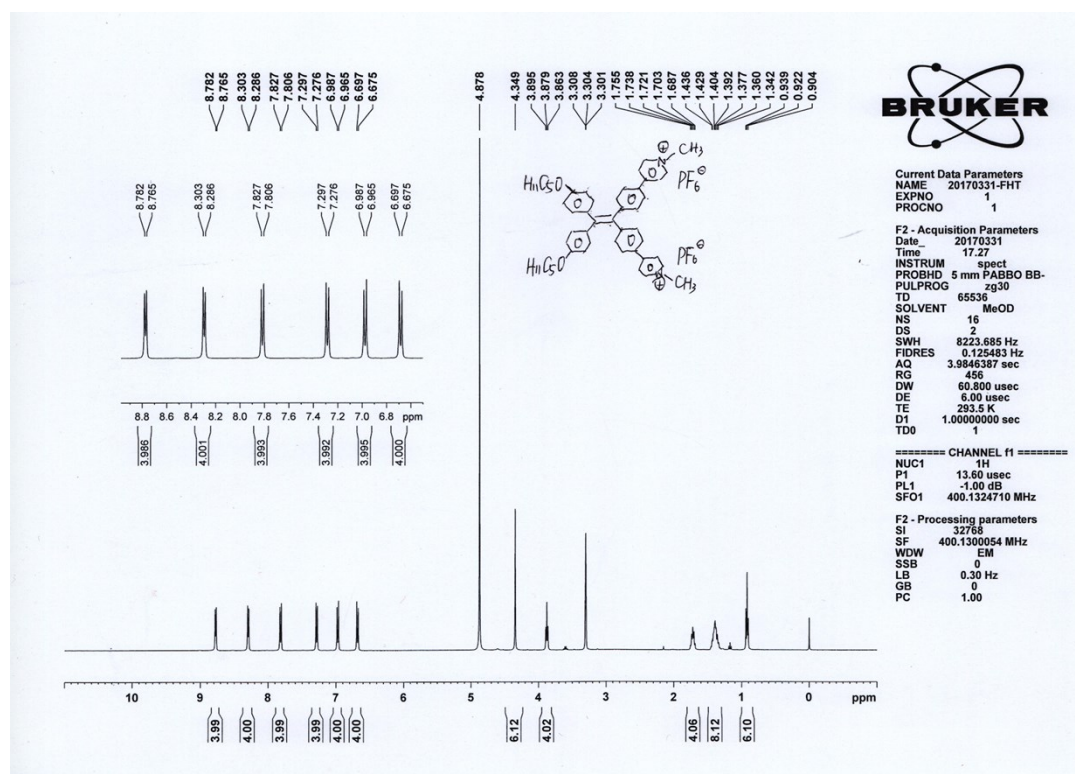 8.782
8.765
8.303
8.286
7.827
7.806
7.297
7.276
6.987
6.965
6.697
6.675
4.878
4.349
3.895
3.879
3.863
3.308
3.304
3.301
1.755
1.738
1.721
1.703
1.687
1.436
1.429
1.404
1.392
1.377
1.360
1.342
0.939
0.922
0.904
BRUKER
8.782
8.765
8.303
8.286
7.827
7.806
7.297
7.276
6.987
6.965
6.697
6.675
8.8 8.6 8.4 8.2 8.0 7.8 7.6 7.4 7.2 7.0 6.8 ppm
3.986
4.001
3.993
3.992
3.995
4.000
⊕
N CH₃
H₁₁C₅O
PF₆⊖
PF₆⊖
H₁₁C₅O
N CH₃
⊕
Current Data Parameters
NAME 20170331-FHT
EXPNO 1
PROCNO 1
F2 - Acquisition Parameters
Date_ 20170331
Time 17.27
INSTRUM spect
PROBHD 5 mm PABBO BB-
PULPROG zg30
TD 65536
SOLVENT MeOD
NS 16
DS 2
SWH 8223.685 Hz
FIDRES 0.125483 Hz
AQ 3.9846387 sec
RG 456
DW 60.800 usec
DE 6.00 usec
TE 293.5 K
D1 1.00000000 sec
TD0 1
======== CHANNEL f1 ========
NUC1 1H
P1 13.60 usec
PL1 -1.00 dB
SFO1 400.1324710 MHz
F2 - Processing parameters
SI 32768
SF 400.1300054 MHz
WDW EM
SSB 0
LB 0.30 Hz
GB 0
PC 1.00
10 9 8 7 6 5 4 3 2 1 0 ppm
3.99
4.00
3.99
3.99
4.00
4.00
6.12
4.02
4.06
8.12
6.10